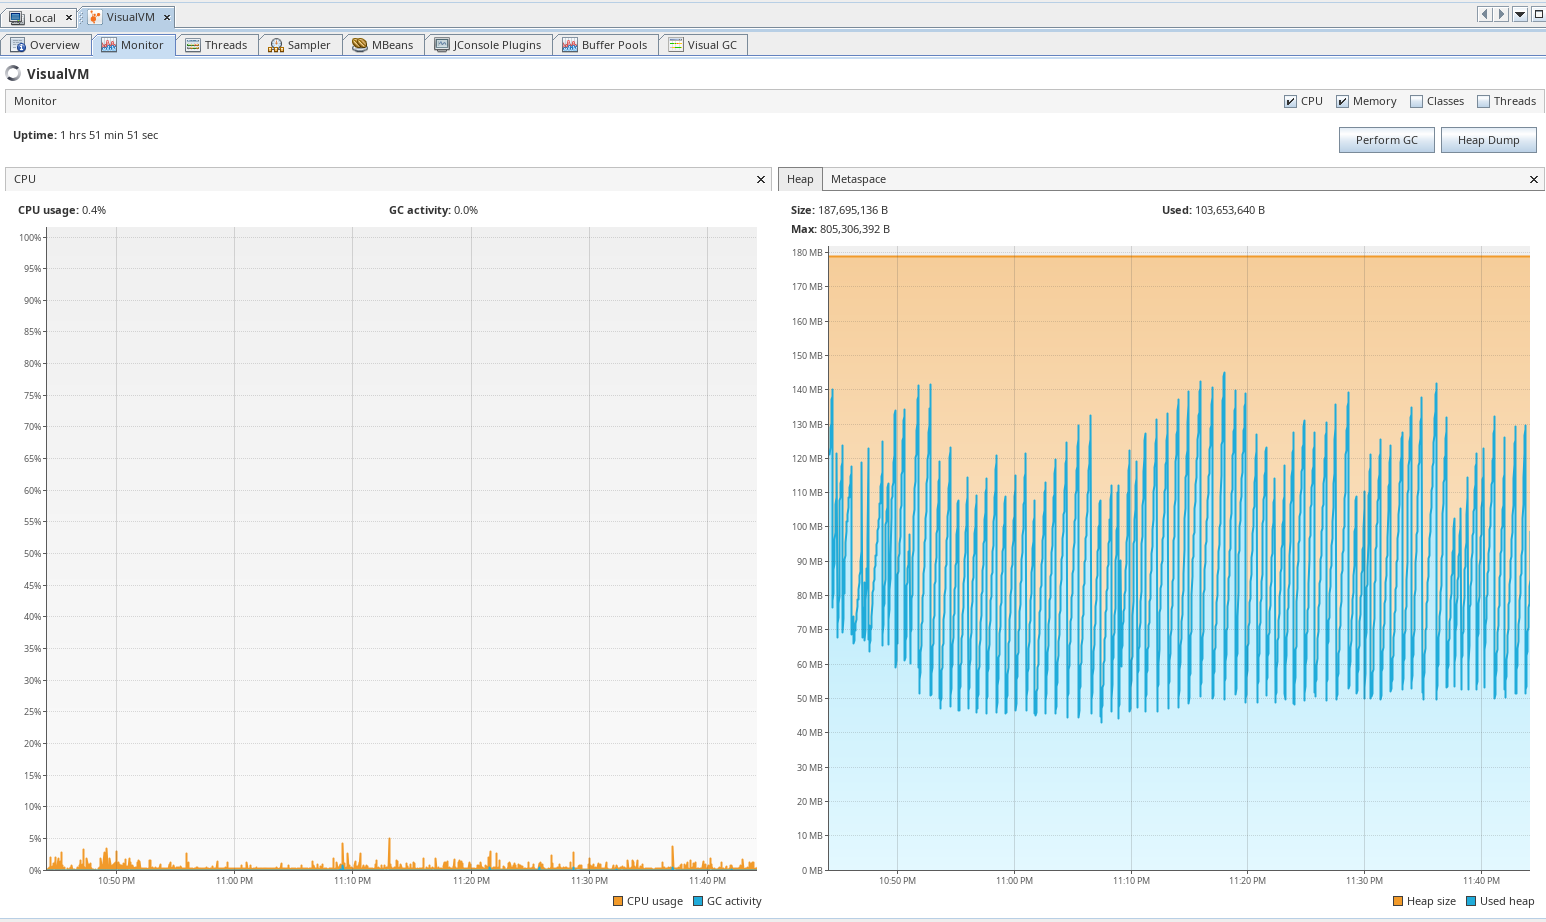 Local VisualVM
Overview Monitor Threads Sampler MBeans JConsole Plugins Buffer Pools Visual GC
VisualVM
Monitor CPU Memory Classes Threads
Uptime: 1 hrs 51 min 51 sec Perform GC Heap Dump
CPU
CPU usage: 0.4% GC activity: 0.0%
100%
95%
90%
85%
80%
75%
70%
65%
60%
55%
50%
45%
40%
35%
30%
25%
20%
15%
10%
5%
0%
10:50 PM 11:00 PM 11:10 PM 11:20 PM 11:30 PM 11:40 PM
CPU usage GC activity
Heap Metaspace
Size: 187,695,136 B Used: 103,653,640 B
Max: 805,306,392 B
180 MB
170 MB
160 MB
150 MB
140 MB
130 MB
120 MB
110 MB
100 MB
90 MB
80 MB
70 MB
60 MB
50 MB
40 MB
30 MB
20 MB
10 MB
0 MB
10:50 PM 11:00 PM 11:10 PM 11:20 PM 11:30 PM 11:40 PM
Heap size Used heap